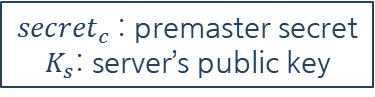 secret_c : premaster secret
K_s: server's public key